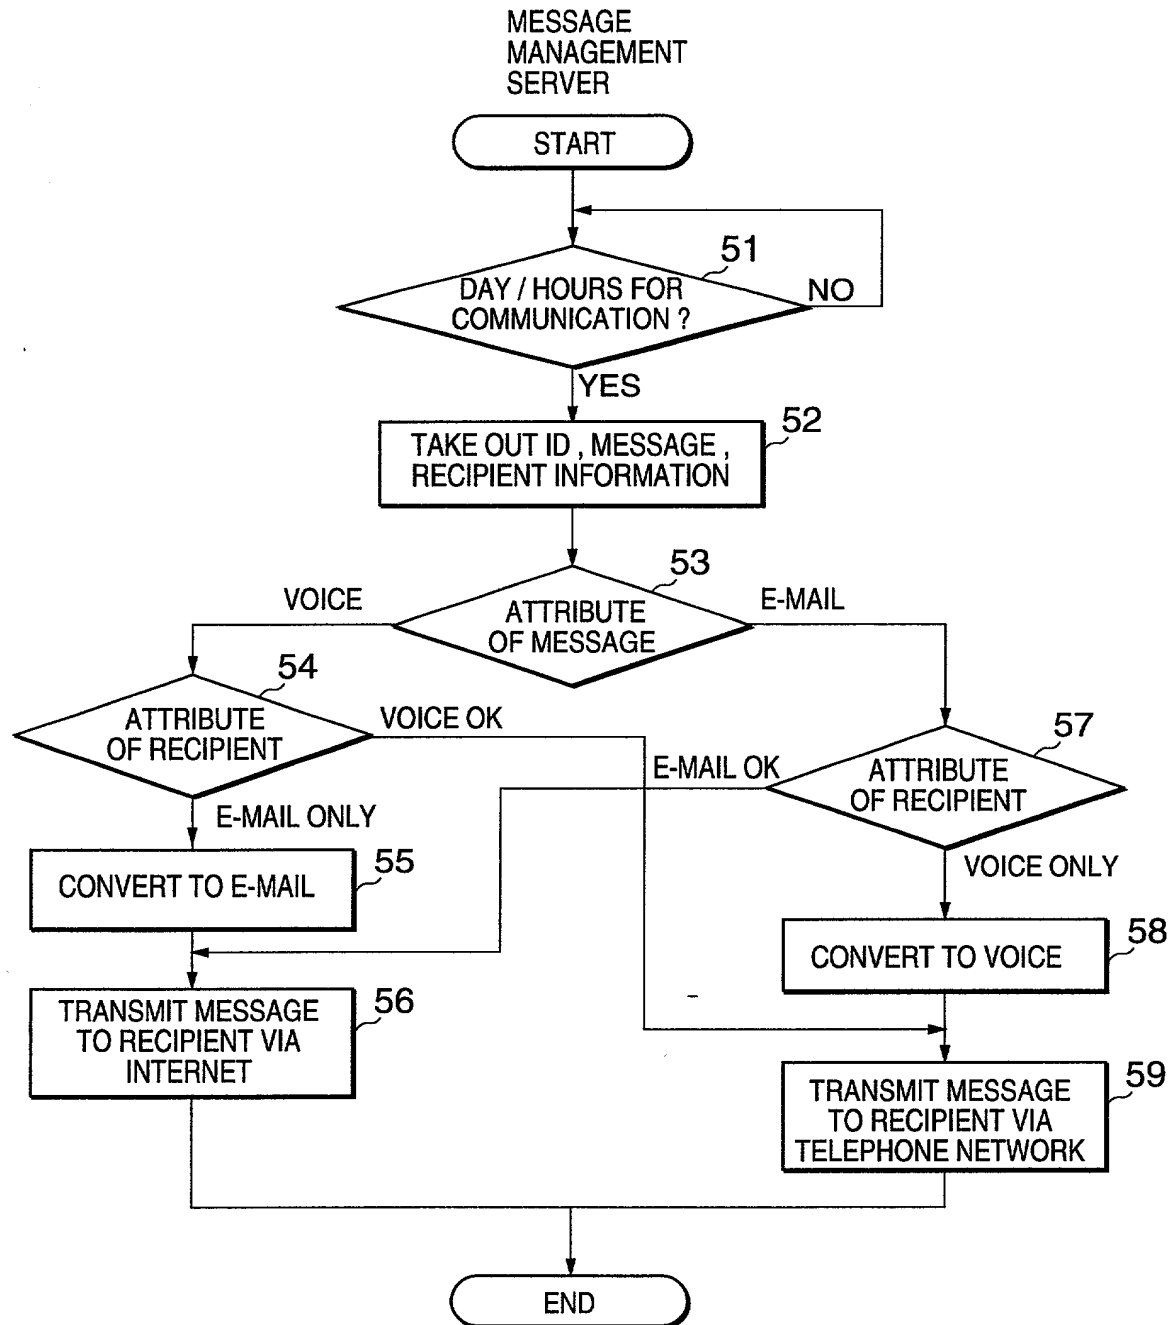 MESSAGE
MANAGEMENT
SERVER
START
51
DAY / HOURS FOR
COMMUNICATION ?
NO
YES
52
TAKE OUT ID , MESSAGE ,
RECIPIENT INFORMATION
53
VOICE
E-MAIL
ATTRIBUTE
OF MESSAGE
54
ATTRIBUTE
OF RECIPIENT
VOICE OK
57
E-MAIL OK
ATTRIBUTE
OF RECIPIENT
E-MAIL ONLY
VOICE ONLY
55
CONVERT TO E-MAIL
58
CONVERT TO VOICE
56
TRANSMIT MESSAGE
TO RECIPIENT VIA
INTERNET
59
TRANSMIT MESSAGE
TO RECIPIENT VIA
TELEPHONE NETWORK
END